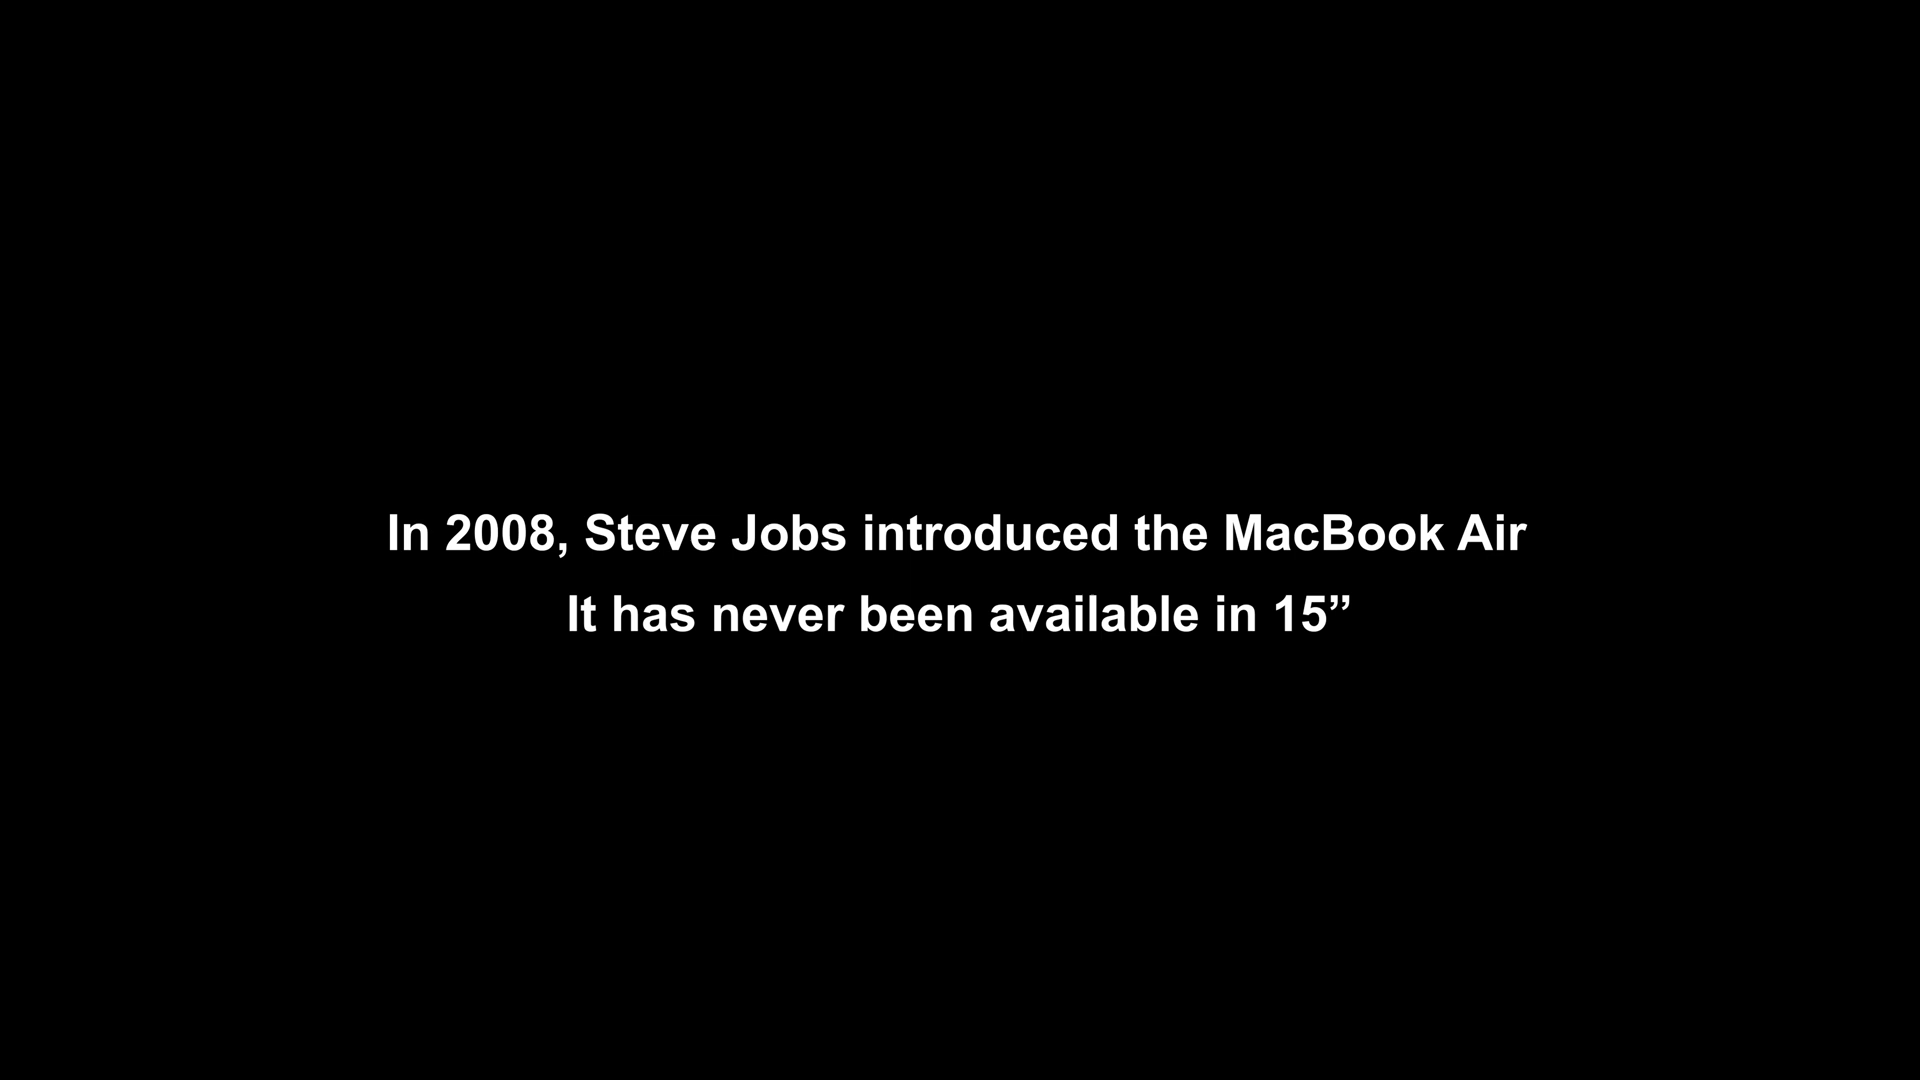 In 2008, Steve Jobs introduced the MacBook Air
It has never been available in 15”